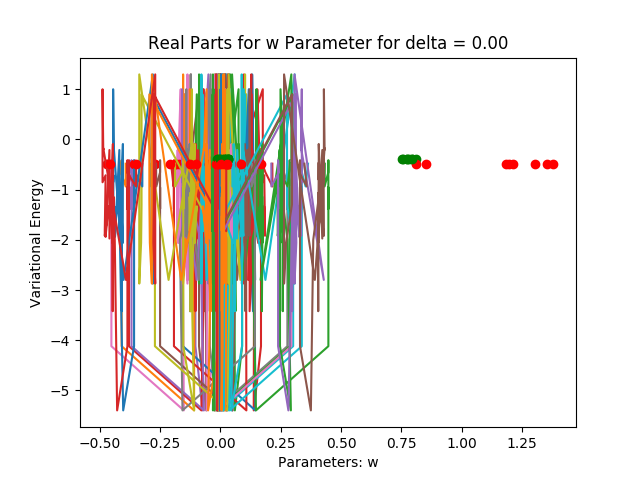 Real Parts for w Parameter for delta = 0.00
1
0
−1
−2
−3
−4
−5
Variational Energy
−0.50 −0.25 0.00 0.25 0.50 0.75 1.00 1.25
Parameters: w